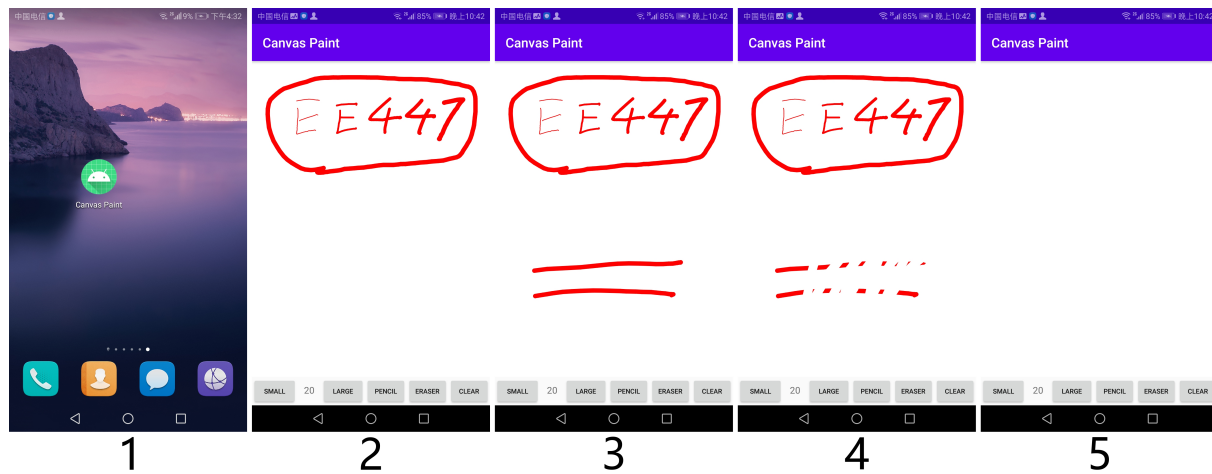 中国电信 9% 下午4:32
Canvas Paint
1
中国电信 85% 晚上10:42
Canvas Paint
EE447
SMALL 20 LARGE PENCIL ERASER CLEAR
2
中国电信 85% 晚上10:42
Canvas Paint
EE447
SMALL 20 LARGE PENCIL ERASER CLEAR
3
中国电信 85% 晚上10:42
Canvas Paint
EE447
SMALL 20 LARGE PENCIL ERASER CLEAR
4
中国电信 85% 晚上10:42
Canvas Paint
SMALL 20 LARGE PENCIL ERASER CLEAR
5